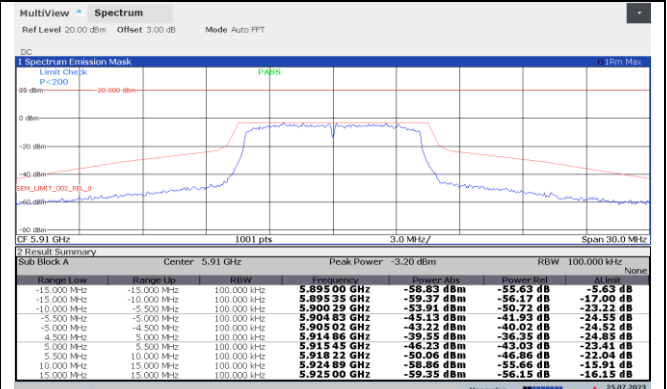 MultiView Spectrum
Ref Level 20.00 dBm Offset 3.00 dB Mode Auto FFT
DC
1 Spectrum Emission Mask 1Rm Max
Limit Check PASS
P<200
20 dBm 20.000 dBm
0 dBm
-20 dBm
-40 dBm
SEM_LIMIT_002_REL_0
-60 dBm
-80 dBm
CF 5.91 GHz 1001 pts 3.0 MHz/ Span 30.0 MHz
2 Result Summary
Sub Block A Center 5.91 GHz Peak Power -3.20 dBm RBW 100.000 kHz
None
Range Low Range Up RBW Frequency Power Abs Power Rel ΔLimit
-15.000 MHz -15.000 MHz 100.000 kHz 5.895 00 GHz -58.83 dBm -55.63 dB -5.63 dB
-15.000 MHz -10.000 MHz 100.000 kHz 5.895 35 GHz -59.37 dBm -56.17 dB -17.00 dB
-10.000 MHz -5.500 MHz 100.000 kHz 5.900 29 GHz -53.91 dBm -50.72 dB -23.22 dB
-5.500 MHz -5.000 MHz 100.000 kHz 5.904 83 GHz -45.13 dBm -41.93 dB -24.55 dB
-5.000 MHz -4.500 MHz 100.000 kHz 5.905 02 GHz -43.22 dBm -40.02 dB -24.52 dB
4.500 MHz 5.000 MHz 100.000 kHz 5.914 86 GHz -39.55 dBm -36.35 dB -24.85 dB
5.000 MHz 5.500 MHz 100.000 kHz 5.915 45 GHz -46.23 dBm -43.03 dB -23.41 dB
5.500 MHz 10.000 MHz 100.000 kHz 5.918 22 GHz -50.06 dBm -46.86 dB -22.04 dB
10.000 MHz 15.000 MHz 100.000 kHz 5.924 89 GHz -58.86 dBm -55.66 dB -15.91 dB
15.000 MHz 15.000 MHz 100.000 kHz 5.925 00 GHz -59.35 dBm -56.15 dB -16.15 dB
25.07.2023